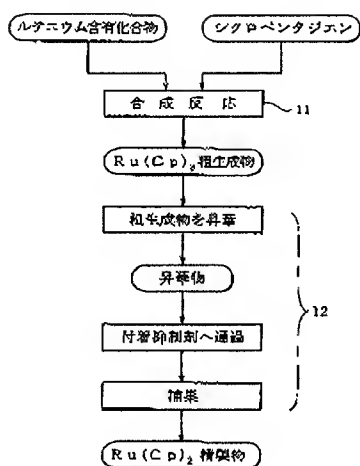 ルテニウム含有化合物
シクロペンタジエン
合成反応
11
Ru(Cp)2粗生成物
粗生成物を昇華
昇華物
12
付着抑制剤へ通過
捕集
Ru(Cp)2精製物